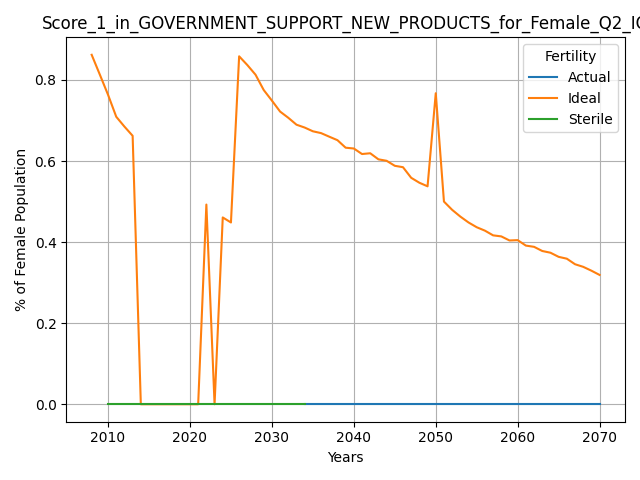 Score_1_in_GOVERNMENT_SUPPORT_NEW_PRODUCTS_for_Female_Q2_IC
Fertility
Actual
Ideal
Sterile
% of Female Population
0.8
0.6
0.4
0.2
0.0
2010 2020 2030 2040 2050 2060 2070
Years